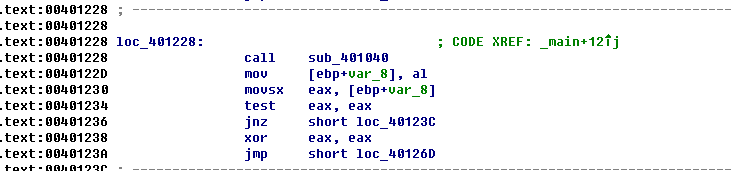 .text:00401228 ; ---------------------------------------------------------------------------
.text:00401228
.text:00401228 loc_401228: ; CODE XREF: _main+12↑j
.text:00401228 call sub_401040
.text:0040122D mov [ebp+var_8], al
.text:00401230 movsx eax, [ebp+var_8]
.text:00401234 test eax, eax
.text:00401236 jnz short loc_40123C
.text:00401238 xor eax, eax
.text:0040123A jmp short loc_40126D
.text:0040123C ; ---------------------------------------------------------------------------